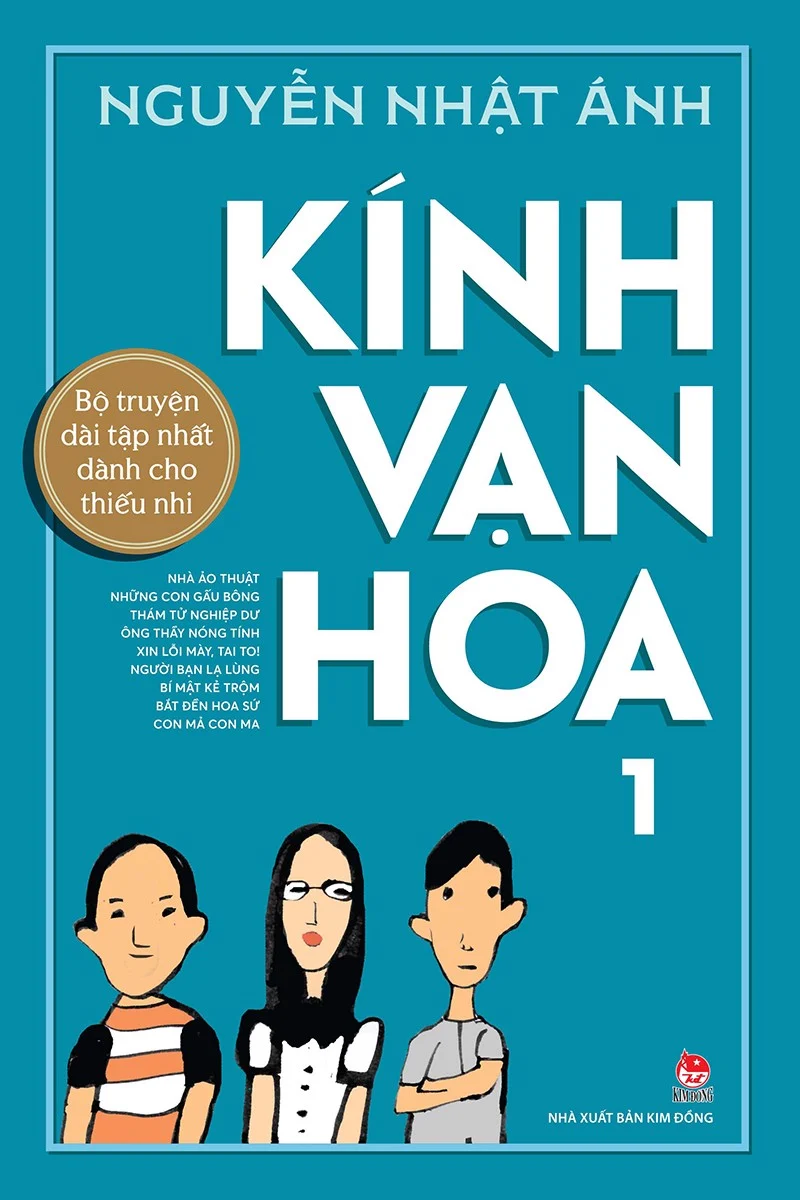 NGUYỄN NHẬT ÁNH
KÍNH
VẠN
HOA
1
Bộ truyện
dài tập nhất
dành cho
thiếu nhi
NHÀ ẢO THUẬT
NHỮNG CON GẤU BÔNG
THÁM TỬ NGHIỆP DƯ
ÔNG THẦY NÓNG TÍNH
XIN LỖI MÀY, TAI TO!
NGƯỜI BẠN LẠ LÙNG
BÍ MẬT KẺ TRỘM
BẮT ĐỀN HOA SỨ
CON MẢ CON MA
KIM ĐỒNG
NHÀ XUẤT BẢN KIM ĐỒNG